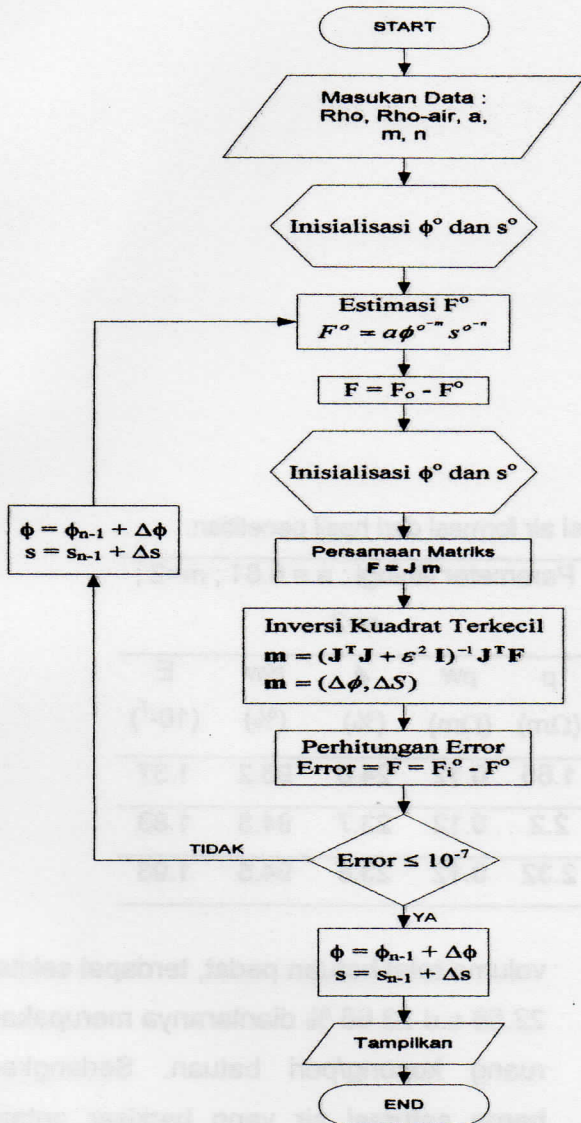 START
Masukan Data :
Rho, Rho-air, a,
m, n
Inisialisasi ϕ° dan s°
Estimasi F°
F° = aϕ°⁻ᵐ s°⁻ⁿ
F = Fₒ - F°
Inisialisasi ϕ° dan s°
Persamaan Matriks
F = J m
Inversi Kuadrat Terkecil
m = (JᵀJ + s² I)⁻¹ JᵀF
m = (Δϕ, ΔS)
Perhitungan Error
Error = F = Fᵢ° - F°
Error ≤ 10⁻⁷
TIDAK
ϕ = ϕₙ₋₁ + Δϕ
s = sₙ₋₁ + Δs
YA
ϕ = ϕₙ₋₁ + Δϕ
s = sₙ₋₁ + Δs
Tampilkan
END